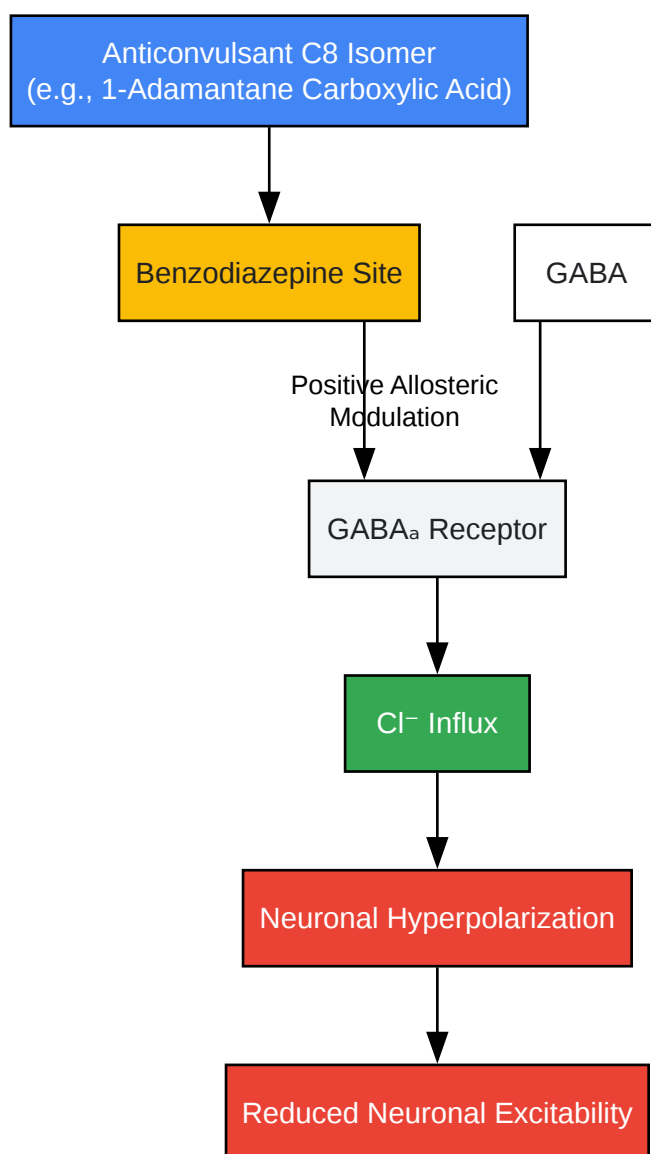 Anticonvulsant C8 Isomer
(e.g., 1-Adamantane Carboxylic Acid)
Benzodiazepine Site
GABA
Positive Allosteric
Modulation
GABAₐ Receptor
Cl⁻ Influx
Neuronal Hyperpolarization
Reduced Neuronal Excitability